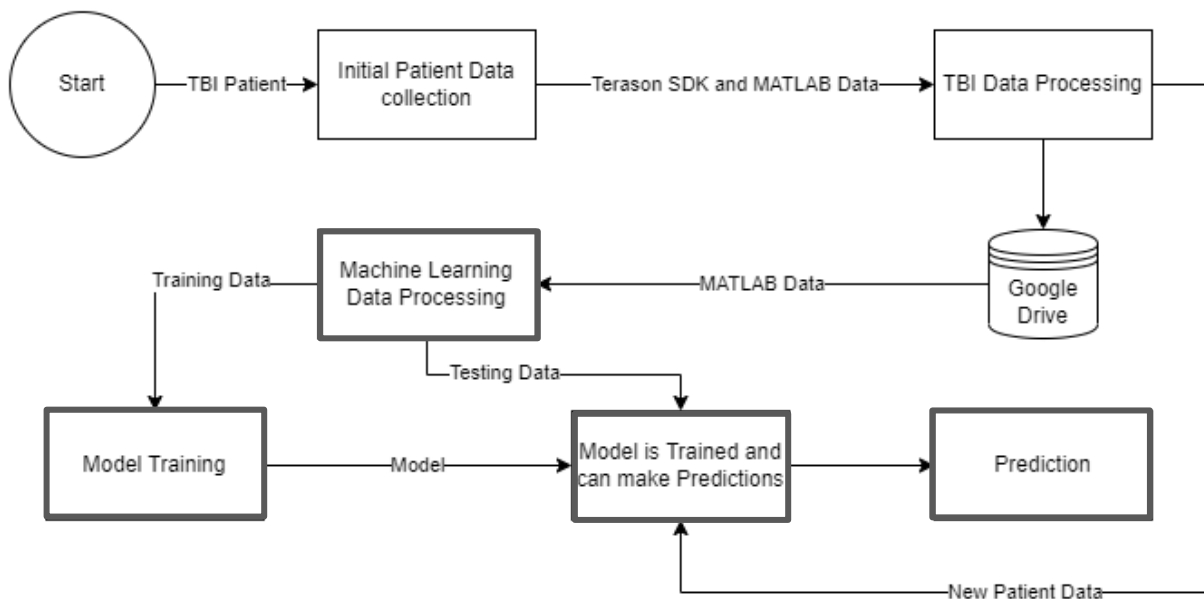 Start
TBI Patient
Initial Patient Data
collection
Terason SDK and MATLAB Data
TBI Data Processing
Training Data
Machine Learning
Data Processing
MATLAB Data
Google
Drive
Testing Data
Model Training
Model
Model is Trained and
can make Predictions
Prediction
New Patient Data